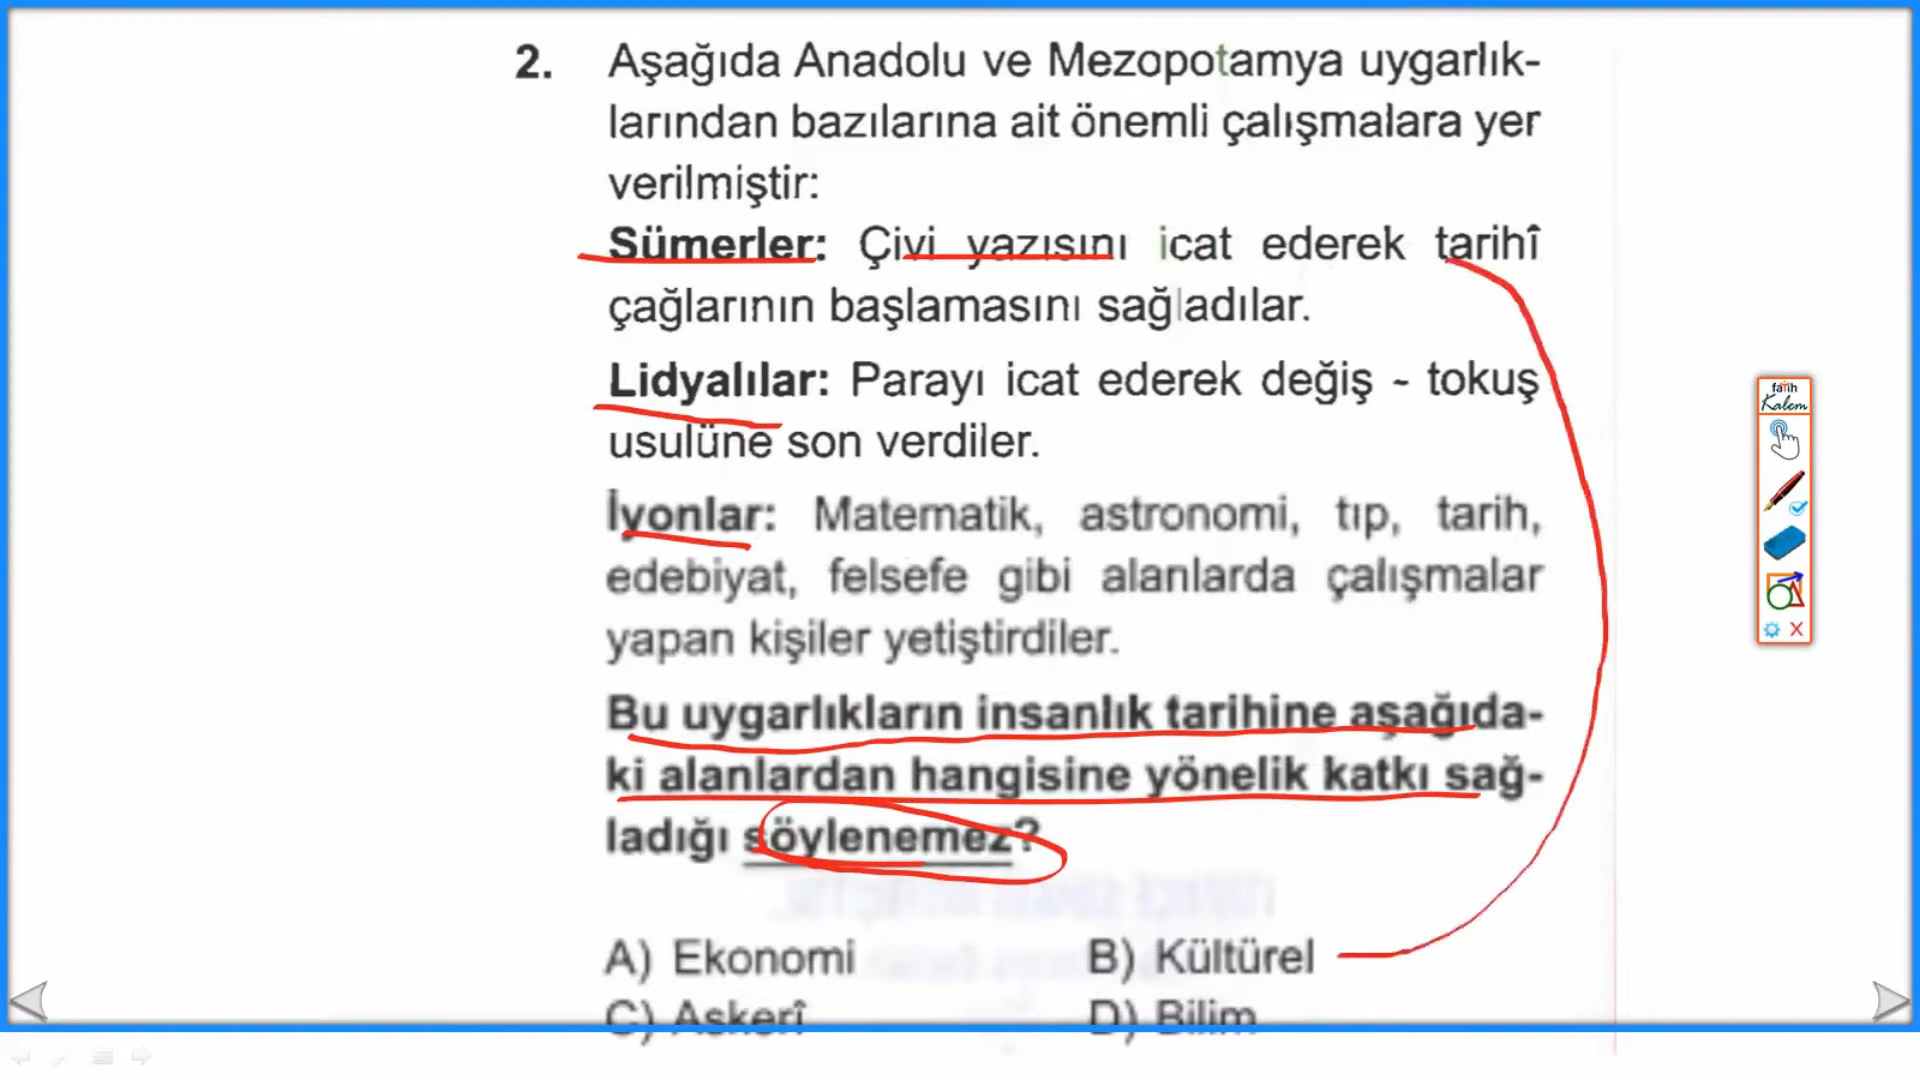 2. Aşağıda Anadolu ve Mezopotamya uygarlık-
larından bazılarına ait önemli çalışmalara yer
verilmiştir:
Sümerler: Çivi yazısını icat ederek tarihî
çağlarının başlamasını sağladılar.
Lidyalılar: Parayı icat ederek değiş - tokuş
usulüne son verdiler.
İyonlar: Matematik, astronomi, tıp, tarih,
edebiyat, felsefe gibi alanlarda çalışmalar
yapan kişiler yetiştirdiler.
Bu uygarlıkların insanlık tarihine aşağıda-
ki alanlardan hangisine yönelik katkı sağ-
ladığı söylenemez?
A) Ekonomi B) Kültürel
C) Askerî D) Bilim
fatih
Kalem